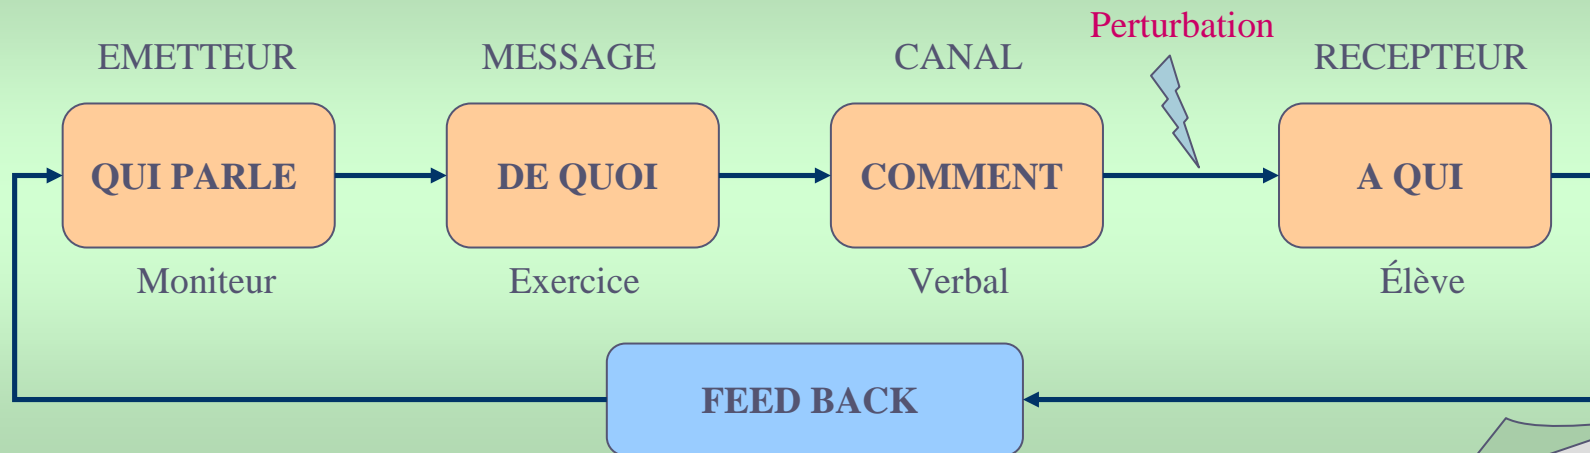 Perturbation
EMETTEUR MESSAGE CANAL RECEPTEUR
QUI PARLE DE QUOI COMMENT A QUI
Moniteur Exercice Verbal Élève
FEED BACK